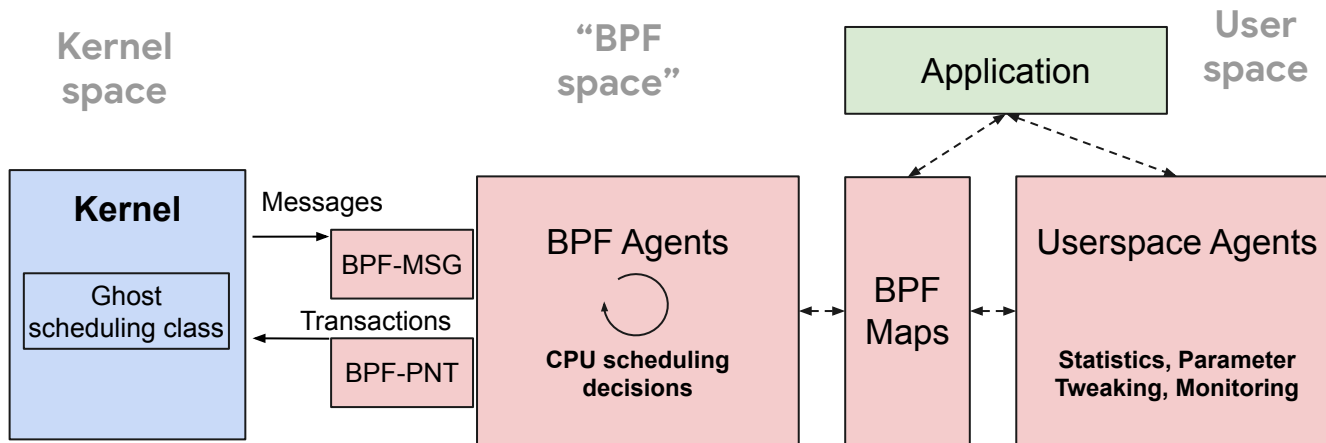 Kernel
space
“BPF
space”
User
space
Application
Kernel
Ghost
scheduling class
Messages
BPF-MSG
Transactions
BPF-PNT
BPF Agents
CPU scheduling
decisions
BPF
Maps
Userspace Agents
Statistics, Parameter
Tweaking, Monitoring